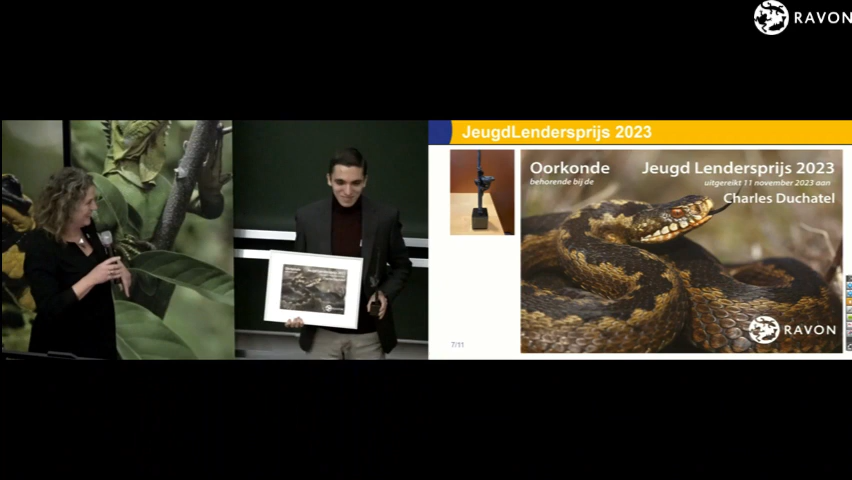 RAVON
JeugdLendersprijs 2023
Oorkonde
behorende bij de
Jeugd Lendersprijs 2023
uitgereikt 11 november 2023 aan
Charles Duchatel
RAVON
7/11